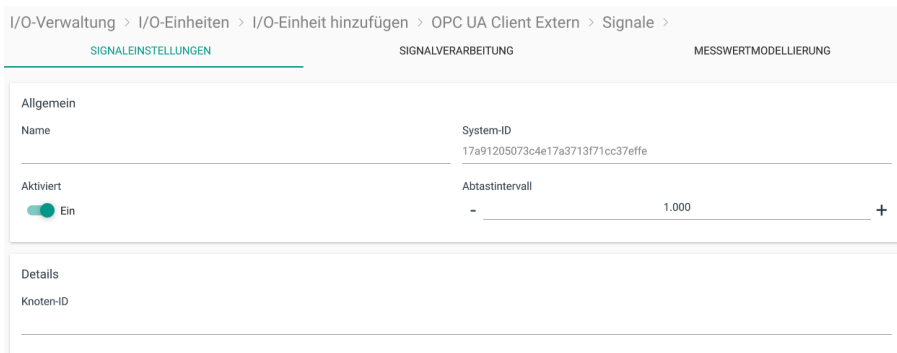 I/O-Verwaltung > I/O-Einheiten > I/O-Einheit hinzufügen > OPC UA Client Extern > Signale >
SIGNALEINSTELLUNGEN SIGNALVERARBEITUNG MESSWERTMODELLIERUNG
Allgemein
Name System-ID
17a91205073c4e17a3713f71cc37effe
Aktiviert Abtastintervall
Ein - 1.000 +
Details
Knoten-ID